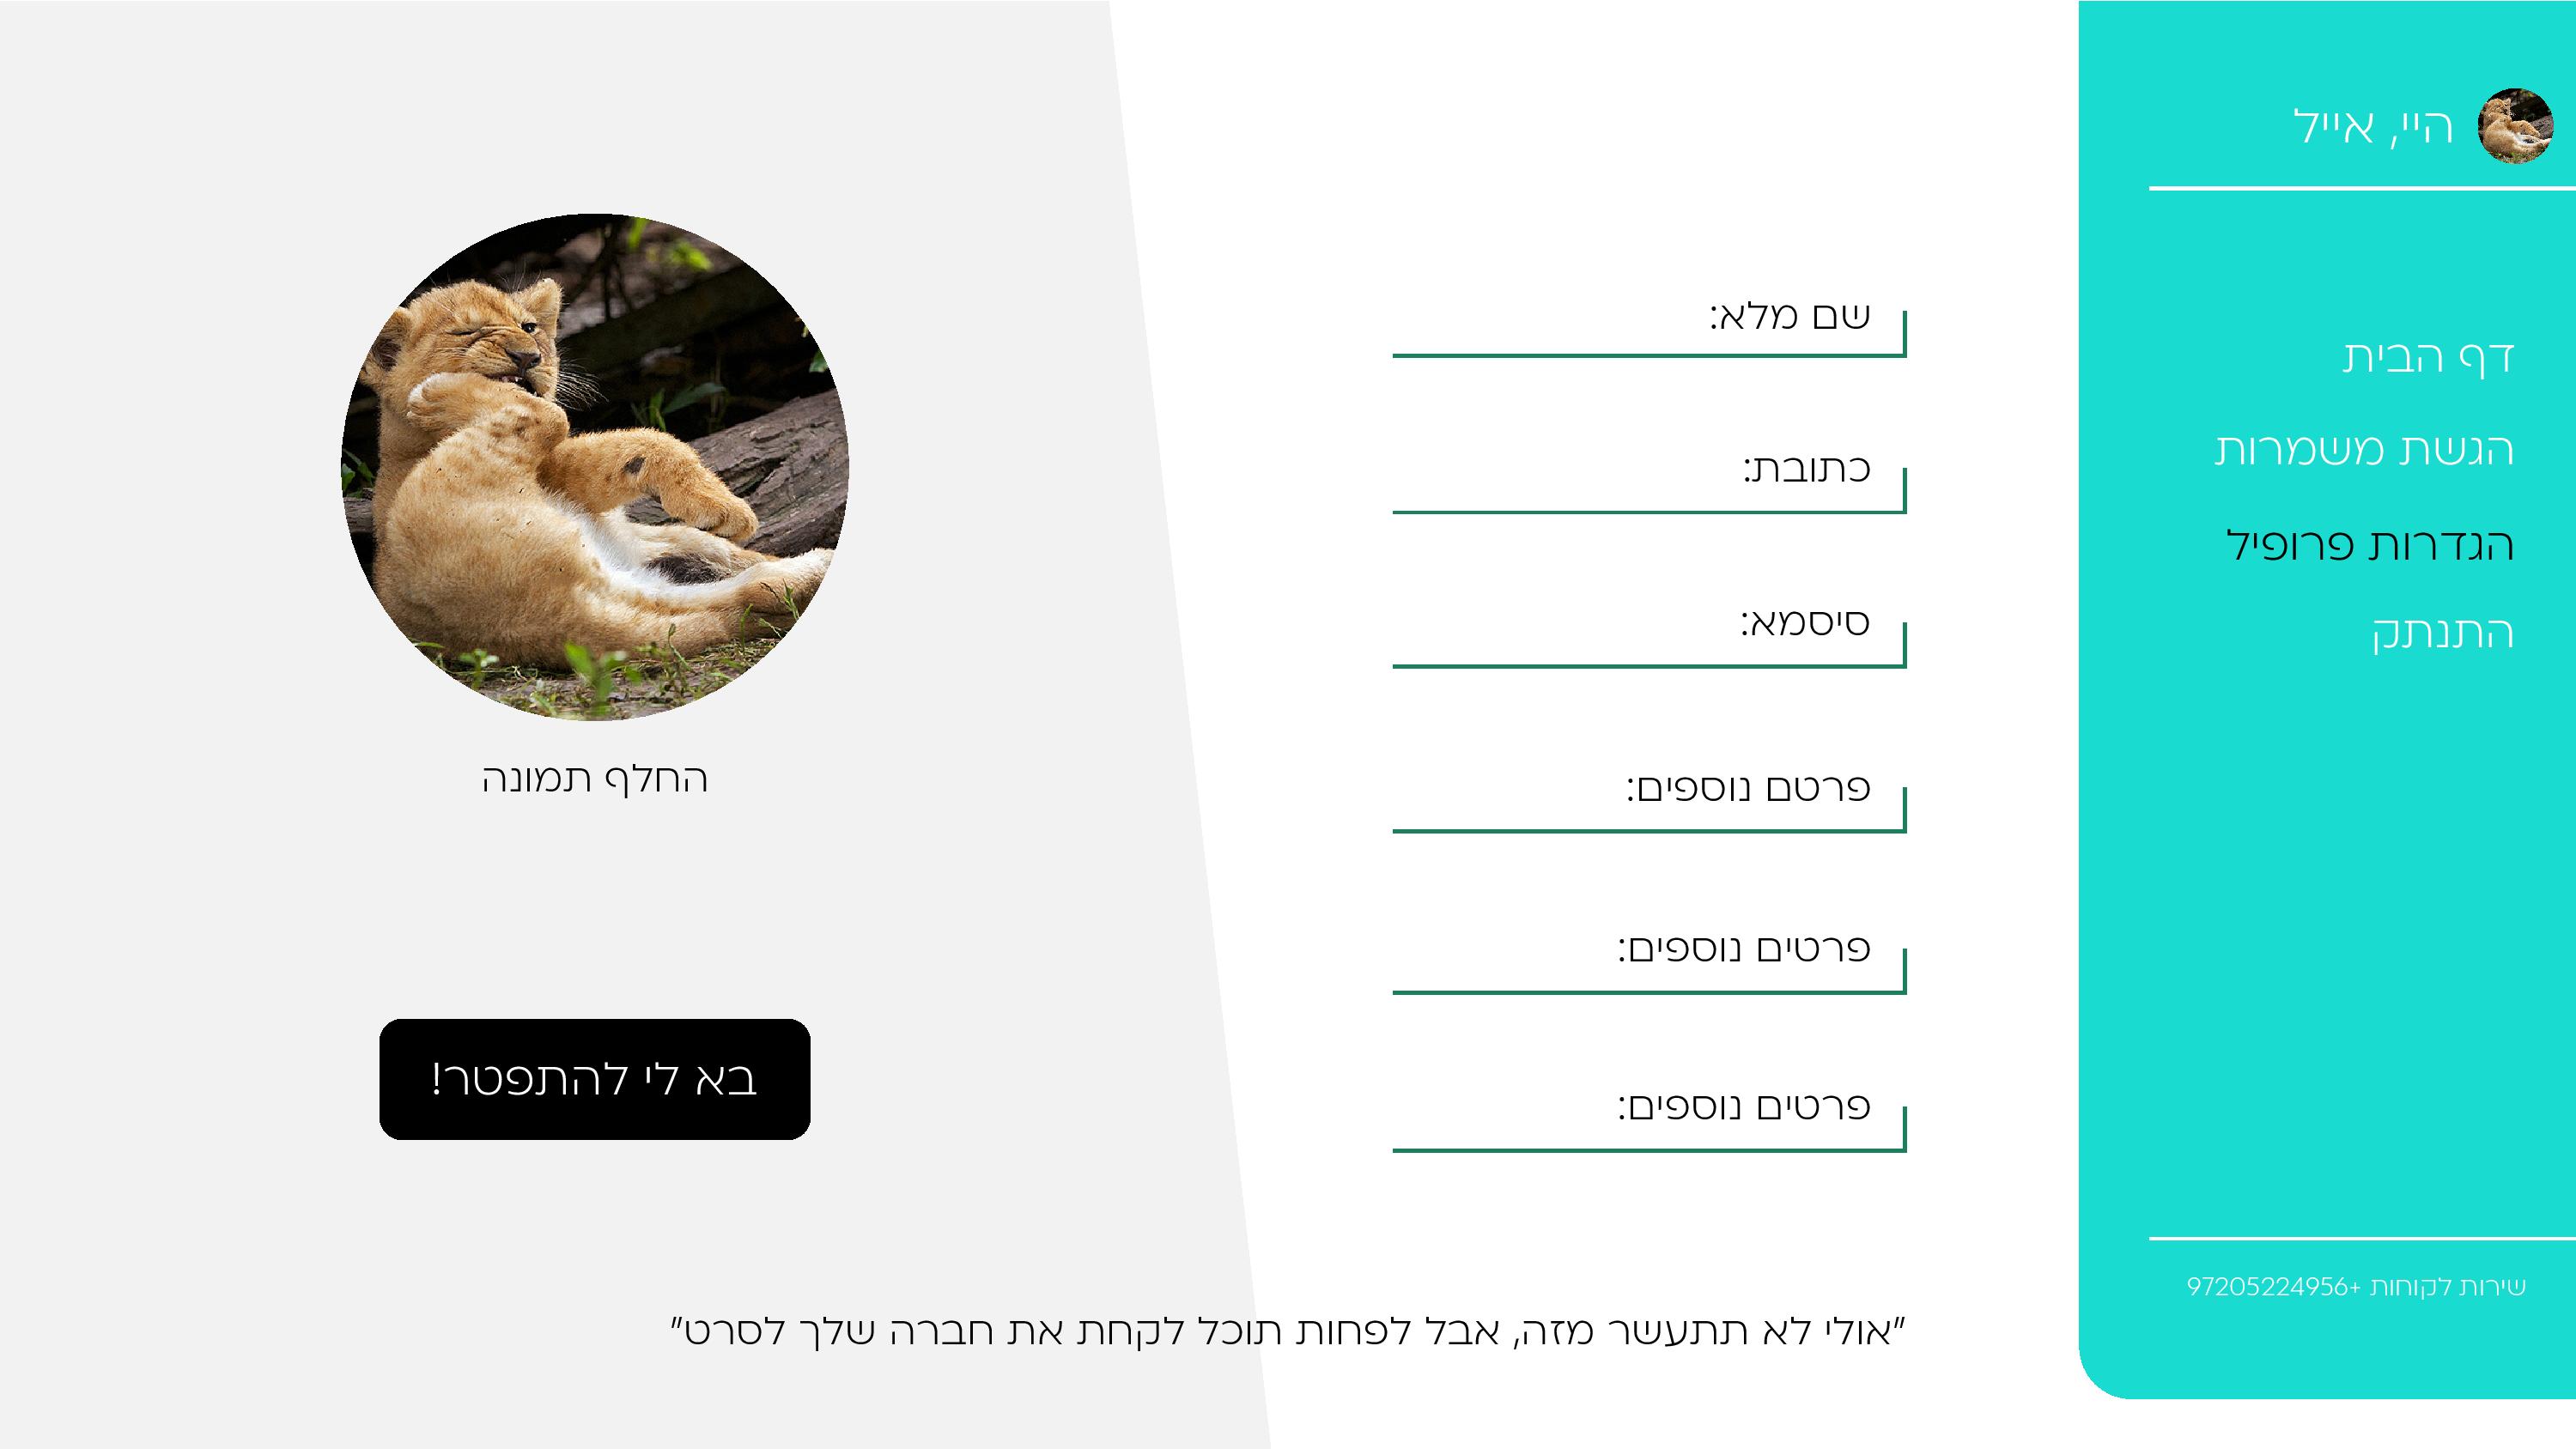 היי, אייל
דף הבית
הגשת משמרות
הגדרות פרופיל
התנתק
שירות לקוחות +97205224956
שם מלא:
כתובת:
סיסמא:
פרטם נוספים:
פרטים נוספים:
פרטים נוספים:
החלף תמונה
בא לי להתפטר!
"אולי לא תתעשר מזה, אבל לפחות תוכל לקחת את חברה שלך לסרט"